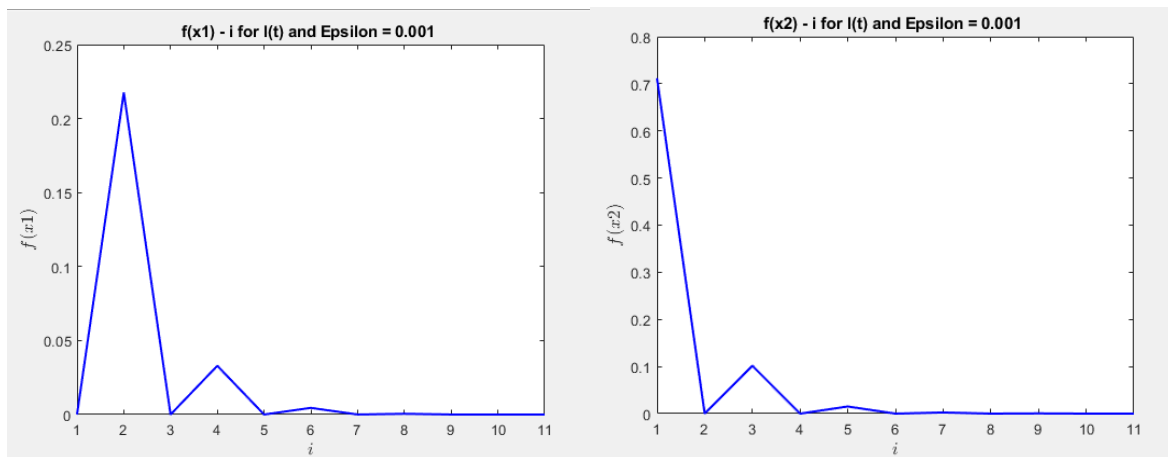 f(x1) - i for l(t) and Epsilon = 0.001
0.25
0.2
0.15
0.1
0.05
0
f(x1)
1 2 3 4 5 6 7 8 9 10 11
i
f(x2) - i for l(t) and Epsilon = 0.001
0.8
0.7
0.6
0.5
0.4
0.3
0.2
0.1
0
f(x2)
1 2 3 4 5 6 7 8 9 10 11
i